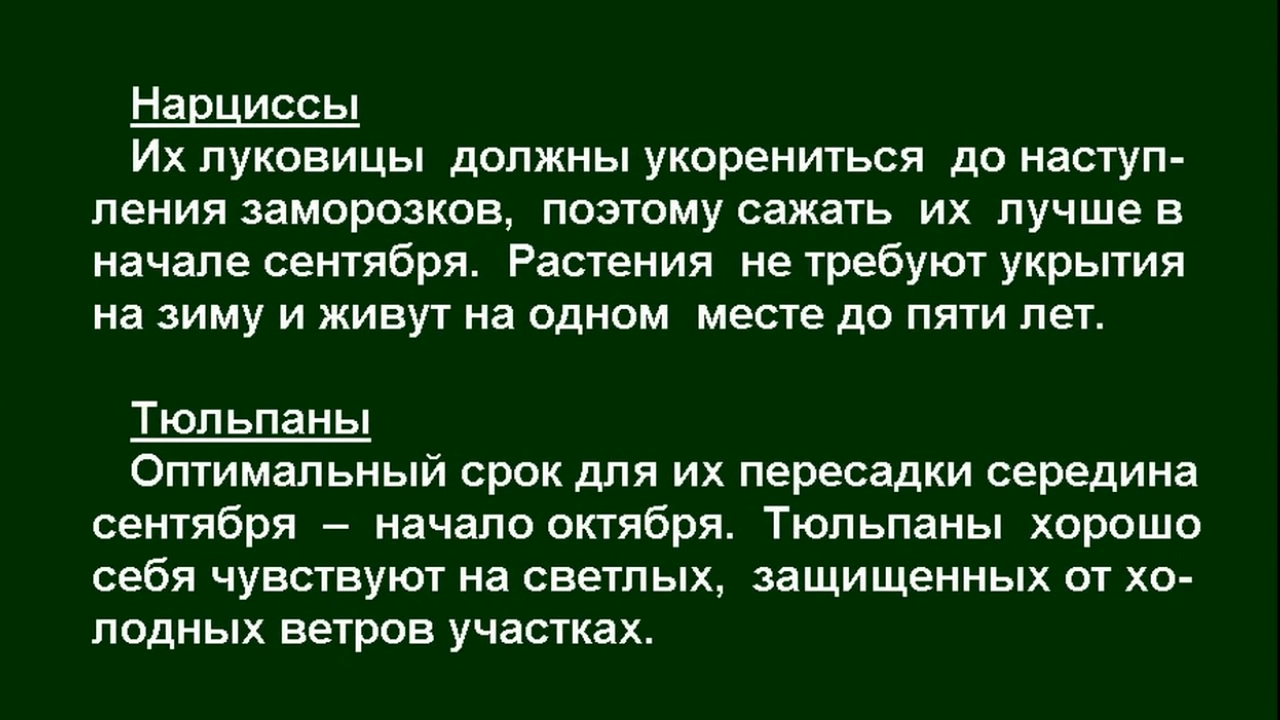 Нарциссы
Их луковицы должны укорениться до наступ-
ления заморозков, поэтому сажать их лучше в
начале сентября. Растения не требуют укрытия
на зиму и живут на одном месте до пяти лет.
Тюльпаны
Оптимальный срок для их пересадки середина
сентября – начало октября. Тюльпаны хорошо
себя чувствуют на светлых, защищенных от хо-
лодных ветров участках.